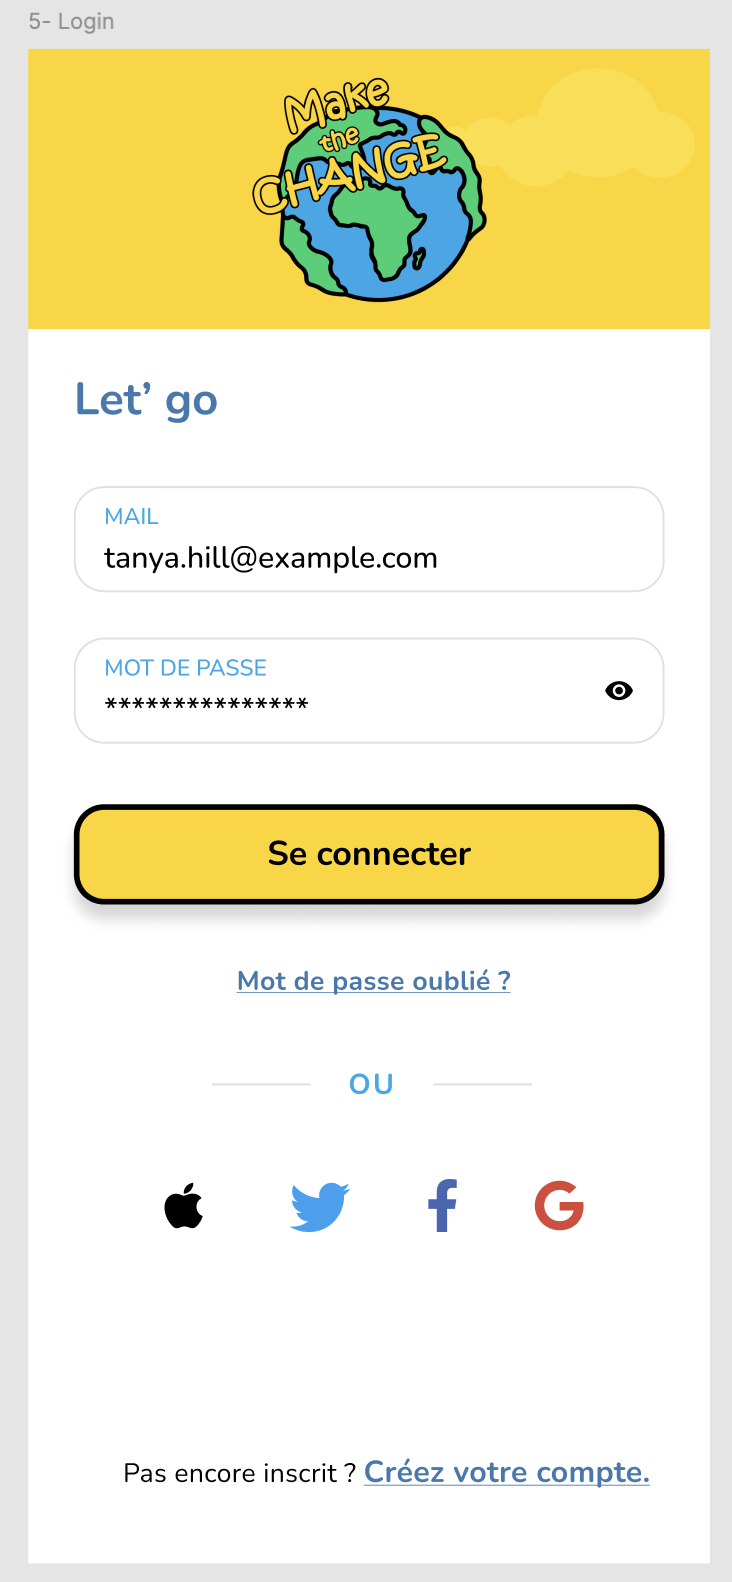 5- Login
Make
the
CHANGE
Let’ go
MAIL
tanya.hill@example.com
MOT DE PASSE
***************
Se connecter
Mot de passe oublié ?
OU
Pas encore inscrit ? Créez votre compte.